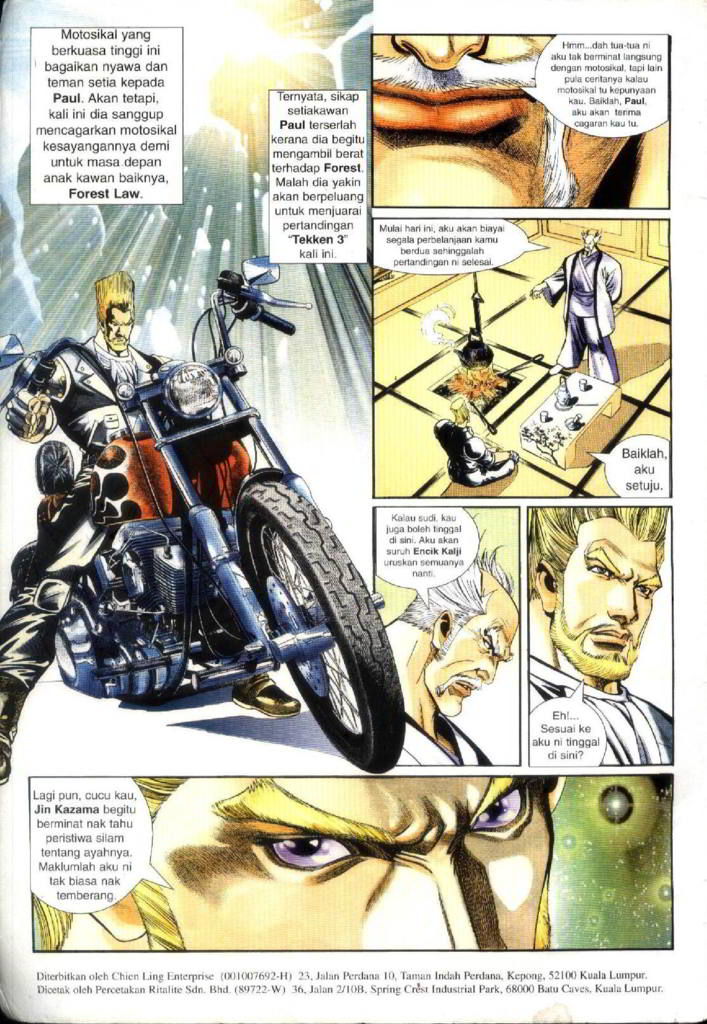 Motosikal yang
berkuasa tinggi ini
bagaikan nyawa dan
teman setia kepada
Paul. Akan tetapi,
kali ini dia sanggup
mencagarkan motosikal
kesayangannya demi
untuk masa depan
anak kawan baiknya,
Forest Law.
Ternyata, sikap
setiakawan
Paul terserlah
kerana dia begitu
mengambil berat
terhadap Forest.
Malah dia yakin
akan berpeluang
untuk menjuarai
pertandingan
"Tekken 3"
kali ini.
Hmm...dah tua-tua ni
aku tak berminat langsung
dengan motosikal, tapi lain
pula ceritanya kalau
motosikal tu kepunyaan
kau. Baiklah, Paul,
aku akan terima
cagaran kau tu.
Mulai hari ini, aku akan biayai
segala perbelanjaan kamu
berdua sehinggalah
pertandingan ni selesai.
Baiklah,
aku
setuju.
Kalau sudi, kau
juga boleh tinggal
di sini. Aku akan
suruh Encik Kalji
uruskan semuanya
nanti.
Eh!...
Sesuai ke
aku ni tinggal
di sini?
Lagi pun, cucu kau,
Jin Kazama begitu
berminat nak tahu
peristiwa silam
tentang ayahnya.
Maklumlah aku ni
tak biasa nak
temberang.
Diterbitkan oleh Chien Ling Enterprise (001007692-H) 23, Jalan Perdana 10, Taman Indah Perdana, Kepong, 52100 Kuala Lumpur.
Dicetak oleh Percetakan Ritalite Sdn. Bhd. (89722-W) 36, Jalan 2/10B, Spring Crest Industrial Park, 68000 Batu Caves, Kuala Lumpur.